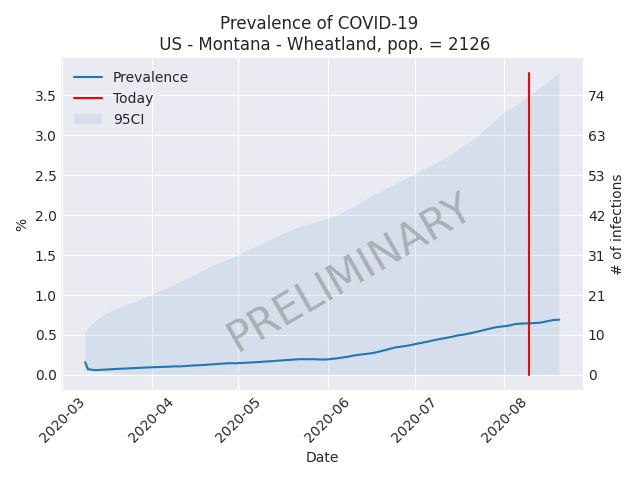 Prevalence of COVID-19
US - Montana - Wheatland, pop. = 2126
Prevalence
Today
95CI
3.5
3.0
2.5
2.0
1.5
1.0
0.5
0.0
%
74
63
53
42
31
21
10
0
# of infections
PRELIMINARY
2020-03
2020-04
2020-05
2020-06
2020-07
2020-08
Date